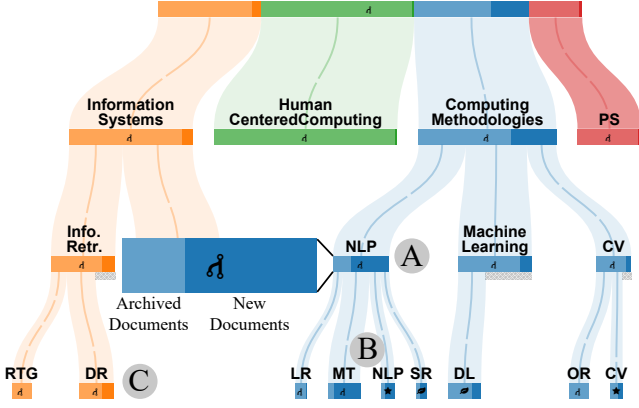 Information
Systems
Human
CenteredComputing
Computing
Methodologies
PS
Info.
Retr.
NLP
A
Machine
Learning
CV
Archived
Documents
New
Documents
B
RTG
DR
C
LR
MT
NLP
SR
DL
OR
CV